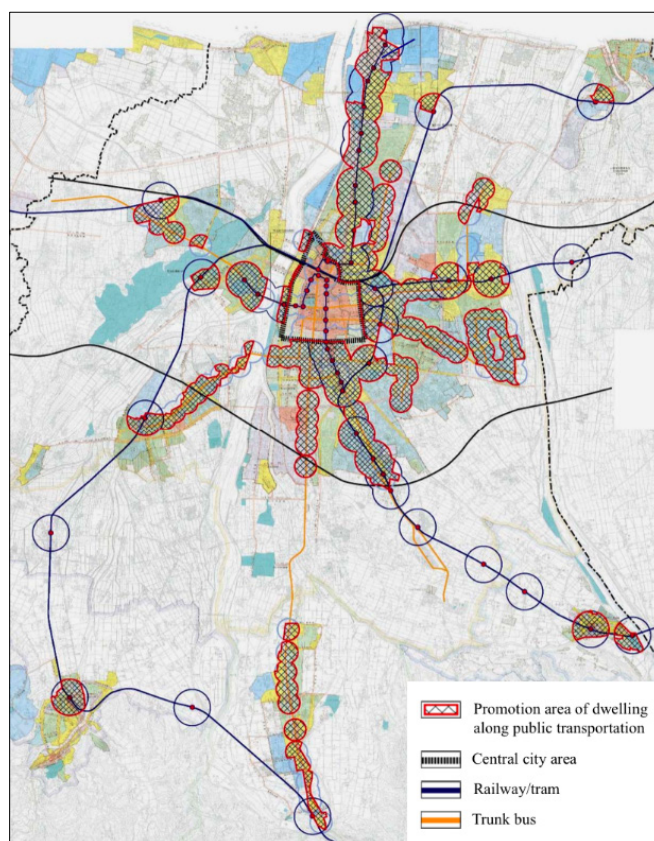 Promotion area of dwelling
along public transportation
Central city area
Railway/tram
Trunk bus